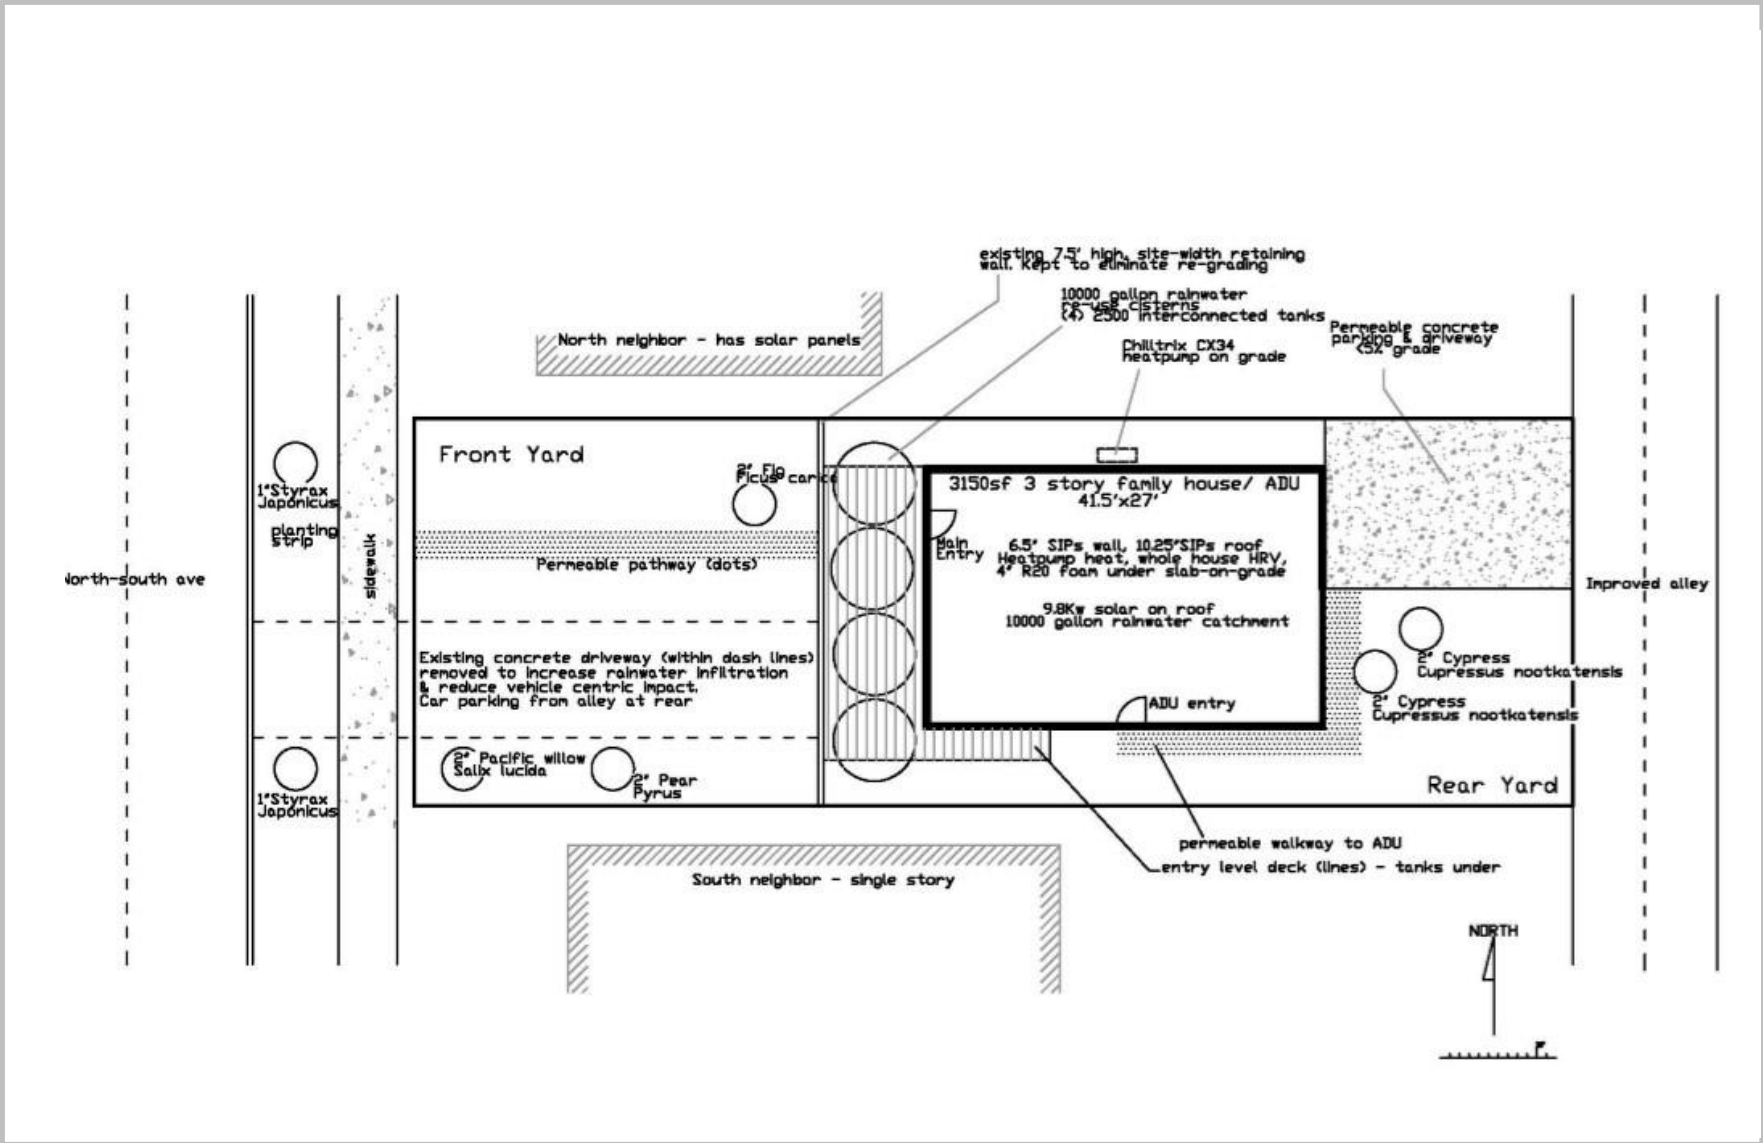 existing 7.5' high, site-width retaining
wall. Kept to eliminate re-grading
10000 gallon rainwater
re-use cisterns
(4) 2500 interconnected tanks
Permeable concrete
parking & driveway
<5% grade
Chilltrix CX34
heatpump on grade
North neighbor - has solar panels
Front Yard
2" Fig
Ficus carica
1"Styrax
Japonicus
planting
strip
sidewalk
North-south ave
Permeable pathway (dots)
3150sf 3 story family house/ ADU
41.5'x27'
Main
Entry
6.5" SIPs wall, 10.25"SIPs roof
Heatpump heat, whole house HRV,
4" R20 foam under slab-on-grade
9.8Kw solar on roof
10000 gallon rainwater catchment
Improved alley
Existing concrete driveway (within dash lines)
removed to increase rainwater infiltration
& reduce vehicle centric impact.
Car parking from alley at rear
2" Cypress
Cupressus nootkatensis
2" Cypress
Cupressus nootkatensis
ADU entry
2" Pacific willow
Salix lucida
2" Pear
Pyrus
1"Styrax
Japonicus
Rear Yard
permeable walkway to ADU
entry level deck (lines) - tanks under
South neighbor - single story
NORTH